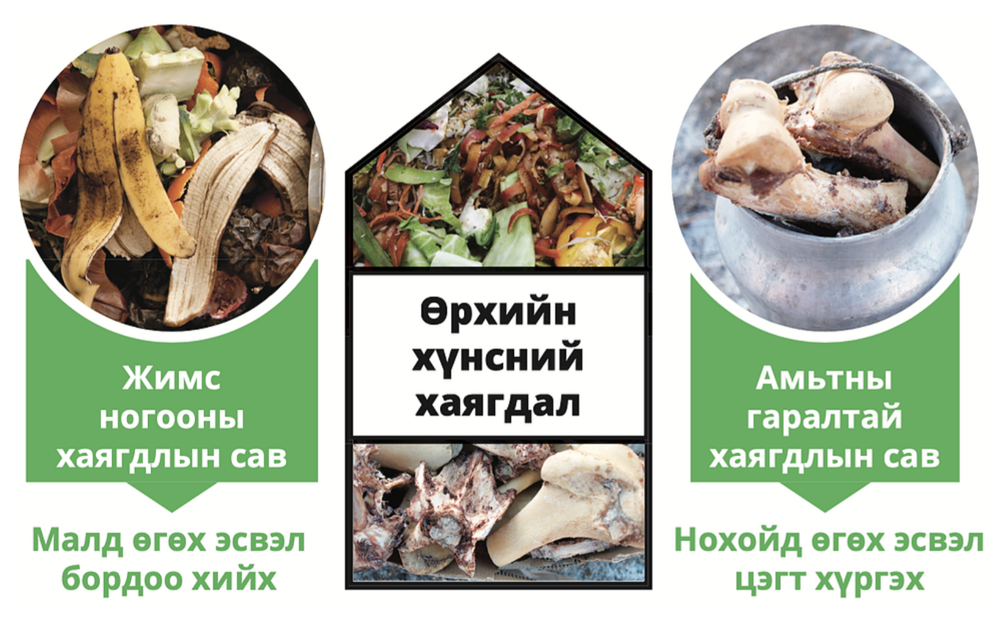 Жимс
ногооны
хаягдлын сав
Малд өгөх эсвэл
бордоо хийх
Өрхийн
хүнсний
хаягдал
Амьтны
гаралтай
хаягдлын сав
Нохойд өгөх эсвэл
цэгт хүргэх